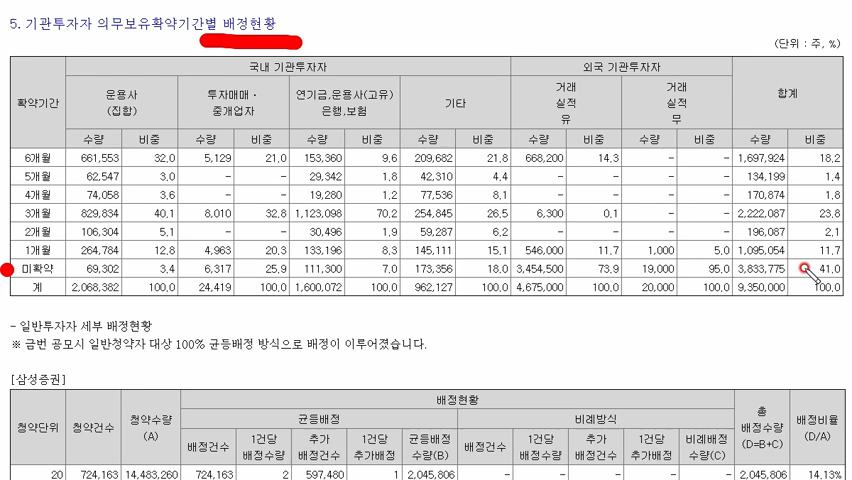 5. 기관투자자 의무보유확약기간별 배정현황
(단위 : 주, %)
확약기간 국내 기관투자자 외국 기관투자자 합계
운용사 (집합) 투자매매 · 중개업자 연기금,운용사(고유) 은행,보험 기타 거래 실적 유 거래 실적 무
수량 비중 수량 비중 수량 비중 수량 비중 수량 비중 수량 비중 수량 비중
6개월 661,553 32.0 5,129 21.0 153,360 9.6 209,682 21.8 668,200 14.3 - - 1,697,924 18.2
5개월 62,547 3.0 - - 29,342 1.8 42,310 4.4 - - - - 134,199 1.4
4개월 74,058 3.6 - - 19,280 1.2 77,536 8.1 - - - - 170,874 1.8
3개월 829,834 40.1 8,010 32.8 1,123,098 70.2 254,845 26.5 6,300 0.1 - - 2,222,087 23.8
2개월 106,304 5.1 - - 30,496 1.9 59,287 6.2 - - - - 196,087 2.1
1개월 264,784 12.8 4,963 20.3 133,196 8.3 145,111 15.1 546,000 11.7 1,000 5.0 1,095,054 11.7
미확약 69,302 3.4 6,317 25.9 111,300 7.0 173,356 18.0 3,454,500 73.9 19,000 95.0 3,833,775 41.0
계 2,068,382 100.0 24,419 100.0 1,600,072 100.0 962,127 100.0 4,675,000 100.0 20,000 100.0 9,350,000 00.0
- 일반투자자 세부 배정현황
※ 금번 공모시 일반청약자 대상 100% 균등배정 방식으로 배정이 이루어졌습니다.
[삼성증권]
청약단위 청약건수 청약수량 (A) 배정현황 총 배정수량 (D=B+C) 배정비율 (D/A)
균등배정 비례방식
배정건수 1건당 배정수량 추가 배정건수 1건당 추가배정 균등배정 수량(B) 배정건수 1건당 배정수량 추가 배정건수 1건당 추가배정 비례배정 수량(C)
20 724,163 14,483,260 724,163 2 597,480 1 2,045,806 - - - - - 2,045,806 14.13%